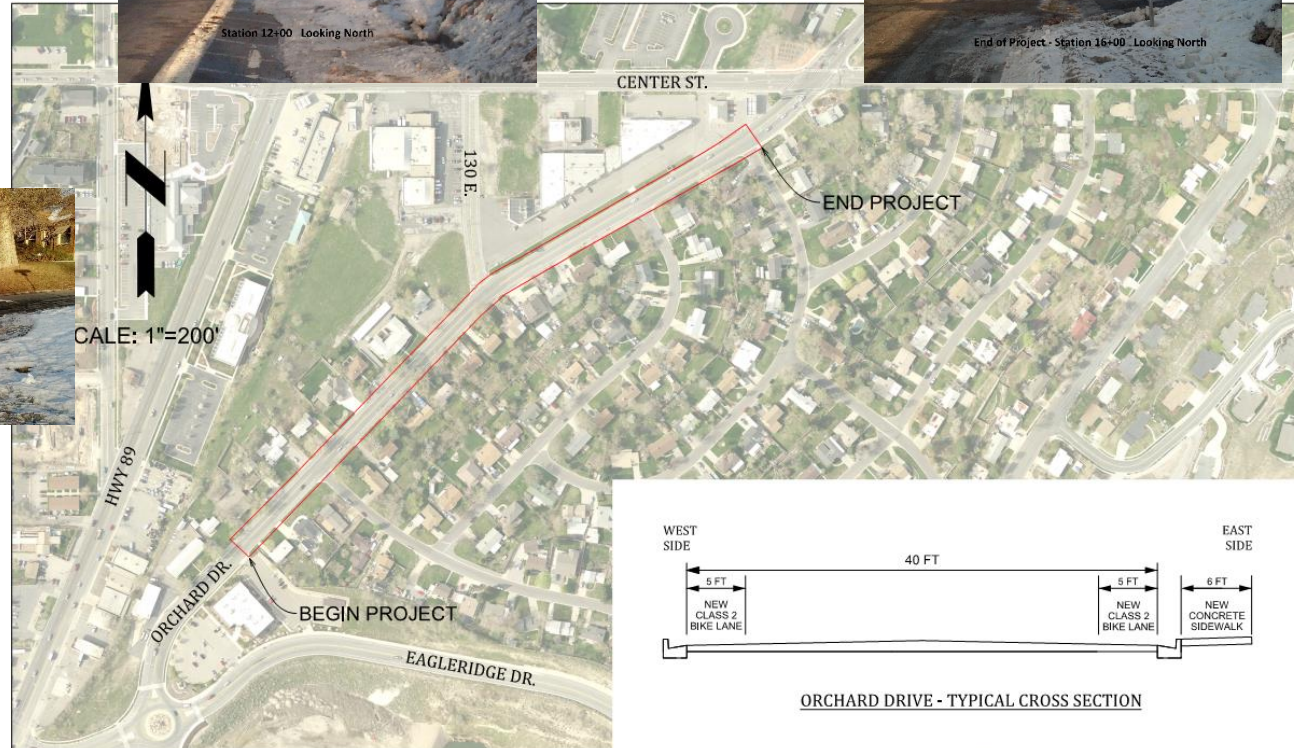 Station 12+00 Looking North
End of Project - Station 16+00 Looking North
CENTER ST.
130 E.
END PROJECT
CALE: 1"=200'
HWY 89
ORCHARD DR.
BEGIN PROJECT
EAGLERIDGE DR.
WEST
SIDE
EAST
SIDE
40 FT
5 FT
5 FT
6 FT
NEW
CLASS 2
BIKE LANE
NEW
CLASS 2
BIKE LANE
NEW
CONCRETE
SIDEWALK
ORCHARD DRIVE - TYPICAL CROSS SECTION